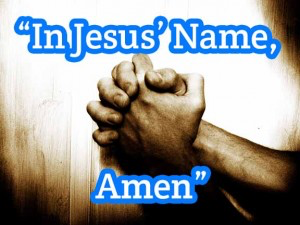 “In Jesus’ Name,
Amen”